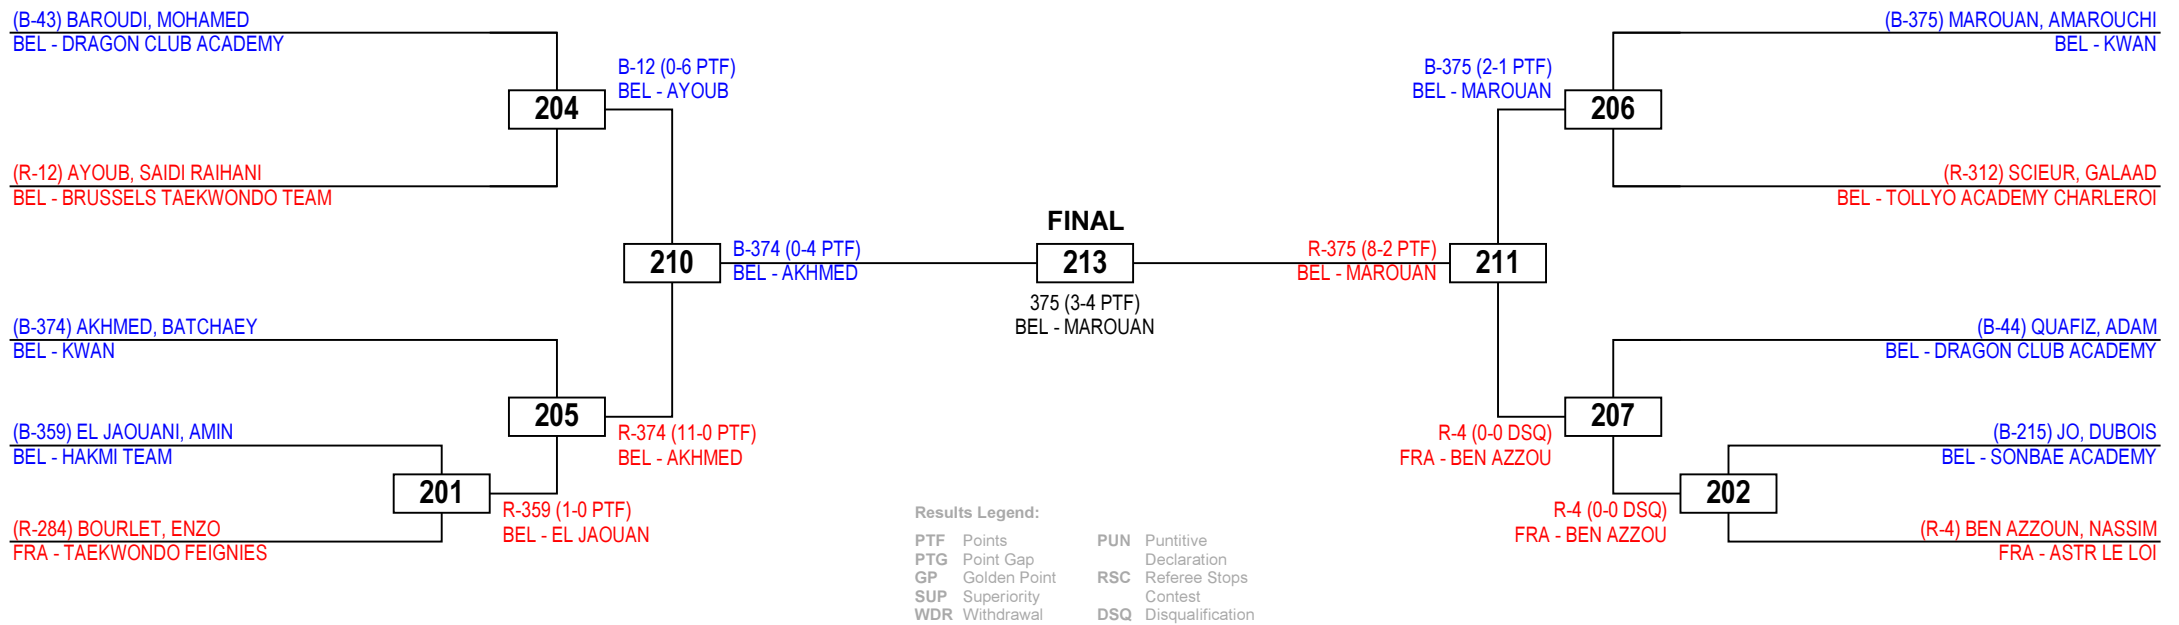 (B-43) BAROUDI, MOHAMED
BEL - DRAGON CLUB ACADEMY
B-12 (0-6 PTF)
BEL - AYOUB
204
(R-12) AYOUB, SAIDI RAIHANI
BEL - BRUSSELS TAEKWONDO TEAM
210
B-374 (0-4 PTF)
BEL - AKHMED
(B-374) AKHMED, BATCHAEY
BEL - KWAN
205
R-374 (11-0 PTF)
BEL - AKHMED
(B-359) EL JAOUANI, AMIN
BEL - HAKMI TEAM
201
R-359 (1-0 PTF)
BEL - EL JAOUAN
(R-284) BOURLET, ENZO
FRA - TAEKWONDO FEIGNIES
FINAL
213
375 (3-4 PTF)
BEL - MAROUAN
(B-375) MAROUAN, AMAROUCHI
BEL - KWAN
B-375 (2-1 PTF)
BEL - MAROUAN
206
(R-312) SCIEUR, GALAAD
BEL - TOLLYO ACADEMY CHARLEROI
R-375 (8-2 PTF)
BEL - MAROUAN
211
(B-44) QUAFIZ, ADAM
BEL - DRAGON CLUB ACADEMY
207
R-4 (0-0 DSQ)
FRA - BEN AZZOU
(B-215) JO, DUBOIS
BEL - SONBAE ACADEMY
202
R-4 (0-0 DSQ)
FRA - BEN AZZOU
(R-4) BEN AZZOUN, NASSIM
FRA - ASTR LE LOI
Results Legend:
PTF Points
PTG Point Gap
GP Golden Point
SUP Superiority
WDR Withdrawal
PUN Puntitive
Declaration
RSC Referee Stops
Contest
DSQ Disqualification